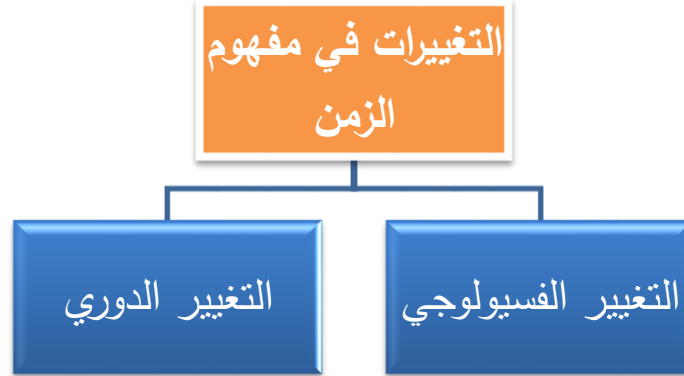 التغييرات في مفهوم
الزمن
التغيير الفسيولوجي
التغيير الدوري